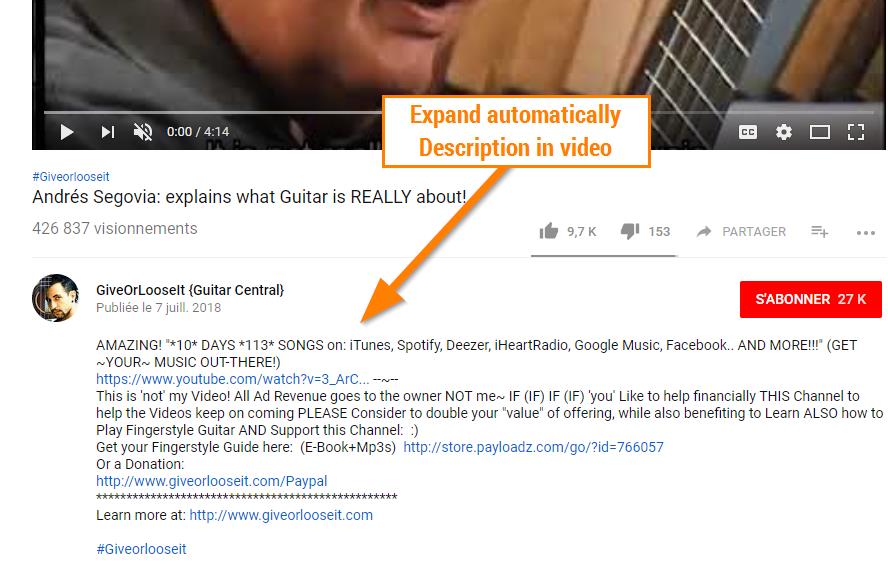 0:00 / 4:14
CC
Expand automatically
Description in video
#Giveorlooseit
Andrés Segovia: explains what Guitar is REALLY about!
426 837 visionnements
9,7 K
153
PARTAGER
GiveOrLooseIt {Guitar Central}
Publiée le 7 juill. 2018
S'ABONNER 27 K
AMAZING! "*10* DAYS *113* SONGS on: iTunes, Spotify, Deezer, iHeartRadio, Google Music, Facebook.. AND MORE!!!" (GET
~YOUR~ MUSIC OUT-THERE!)
https://www.youtube.com/watch?v=3_ArC... --~--
This is 'not' my Video! All Ad Revenue goes to the owner NOT me~ IF (IF) IF (IF) 'you' Like to help financially THIS Channel to
help the Videos keep on coming PLEASE Consider to double your "value" of offering, while also benefiting to Learn ALSO how to
Play Fingerstyle Guitar AND Support this Channel:  :)
Get your Fingerstyle Guide here:  (E-Book+Mp3s)  http://store.payloadz.com/go/?id=766057
Or a Donation:
http://www.giveorlooseit.com/Paypal
**************************************************
Learn more at: http://www.giveorlooseit.com
#Giveorlooseit